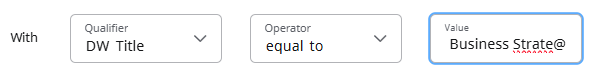 With
Qualifier
DW Title
Operator
equal to
Value
Business Strate@